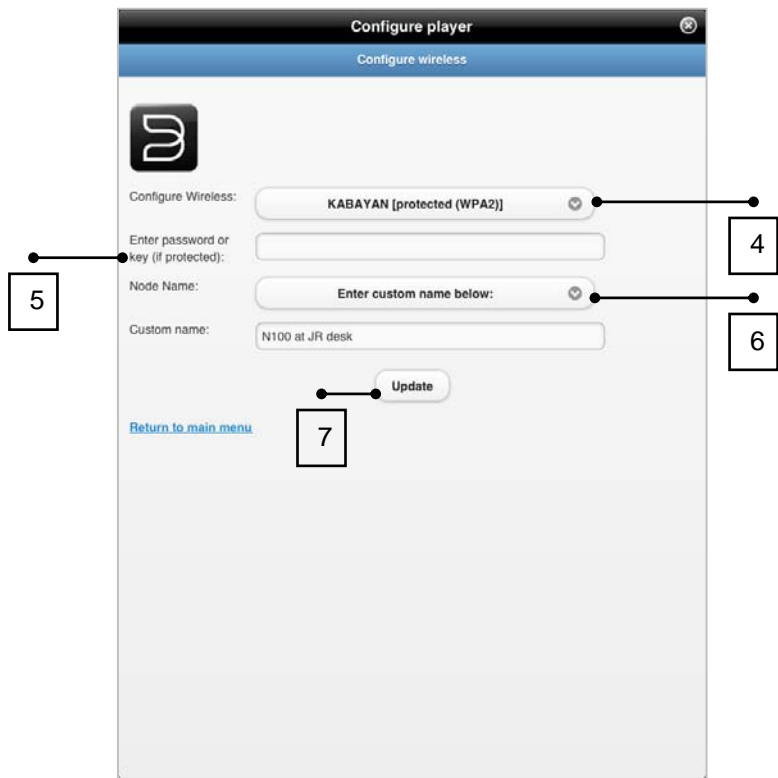 Configure player
Configure wireless
Configure Wireless:
KABAYAN [protected (WPA2)]
4
Enter password or
key (if protected):
5
Node Name:
Enter custom name below:
6
Custom name:
N100 at JR desk
Update
7
Return to main menu